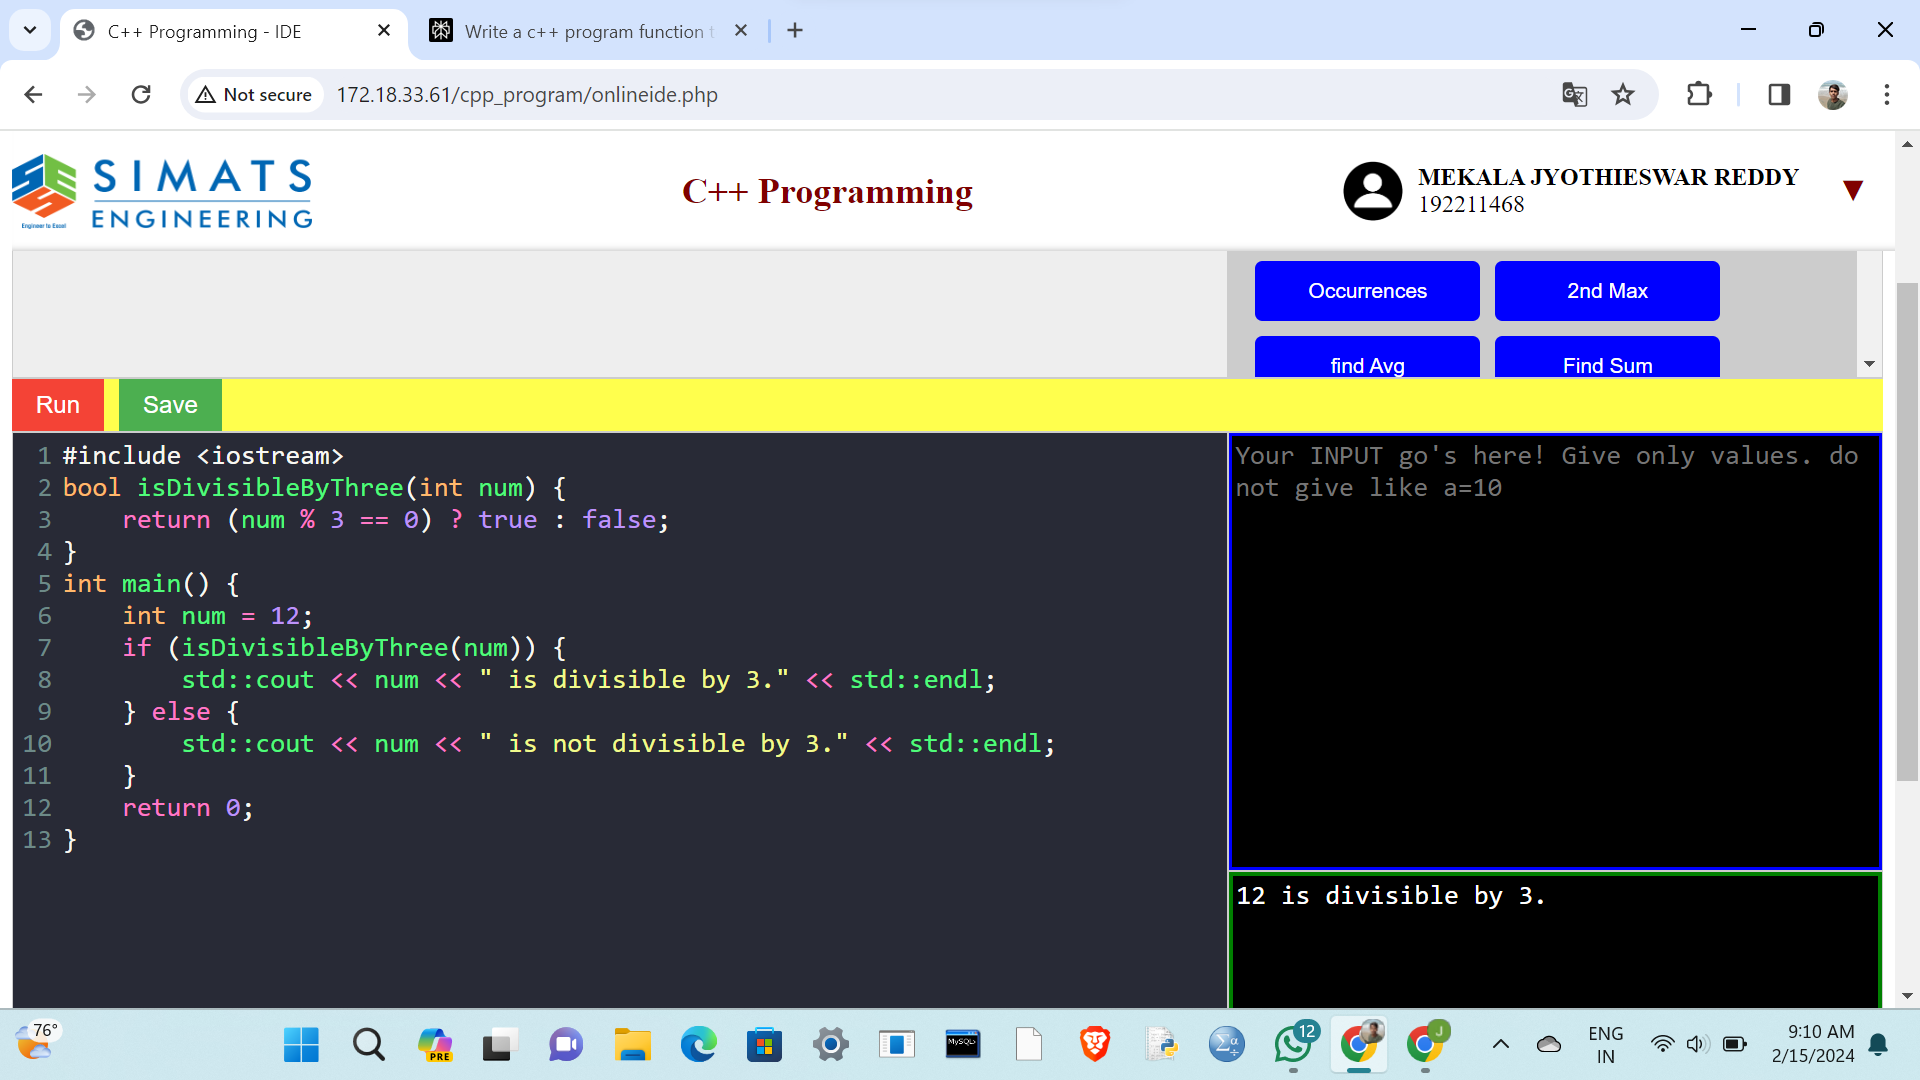 C++ Programming - IDE
Write a c++ program function t
Not secure
172.18.33.61/cpp_program/onlineide.php
SIMATS
ENGINEERING
Engineer to Excel
C++ Programming
MEKALA JYOTHIESWAR REDDY
192211468
Occurrences
2nd Max
find Avg
Find Sum
Run
Save
1 #include <iostream>
2 bool isDivisibleByThree(int num) {
3     return (num % 3 == 0) ? true : false;
4 }
5 int main() {
6     int num = 12;
7     if (isDivisibleByThree(num)) {
8         std::cout << num << " is divisible by 3." << std::endl;
9     } else {
10         std::cout << num << " is not divisible by 3." << std::endl;
11     }
12     return 0;
13 }
Your INPUT go's here! Give only values. do
not give like a=10
12 is divisible by 3.
76°
PRE
MySQL
Σα
12
J
ENG
IN
9:10 AM
2/15/2024